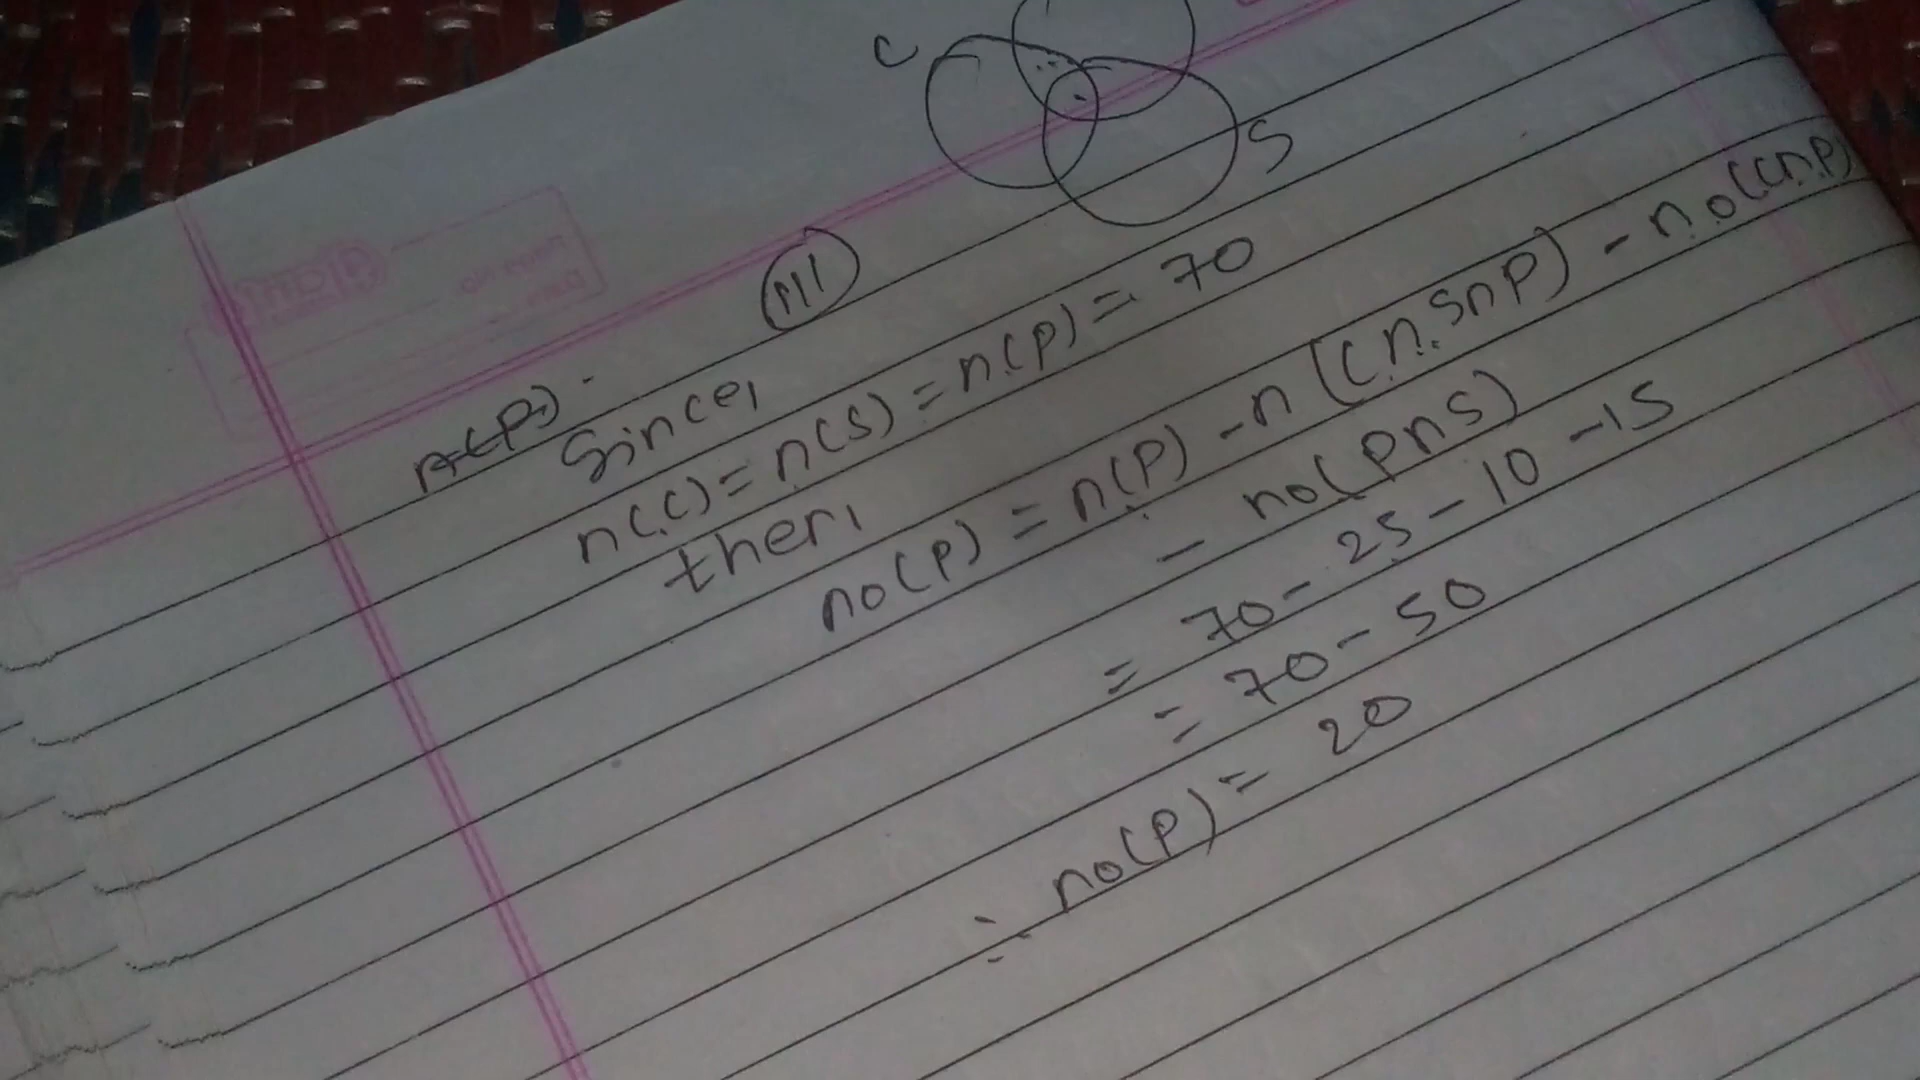 C
S
III
n(P)
Since,
n(C) = n(S) = n(P) = 70
then,
no(P) = n(P) - n(C∩S∩P) - no(C∩P)
- no(P∩S)
= 70 - 25 - 10 - 15
= 70 - 50
∴ no(P) = 20